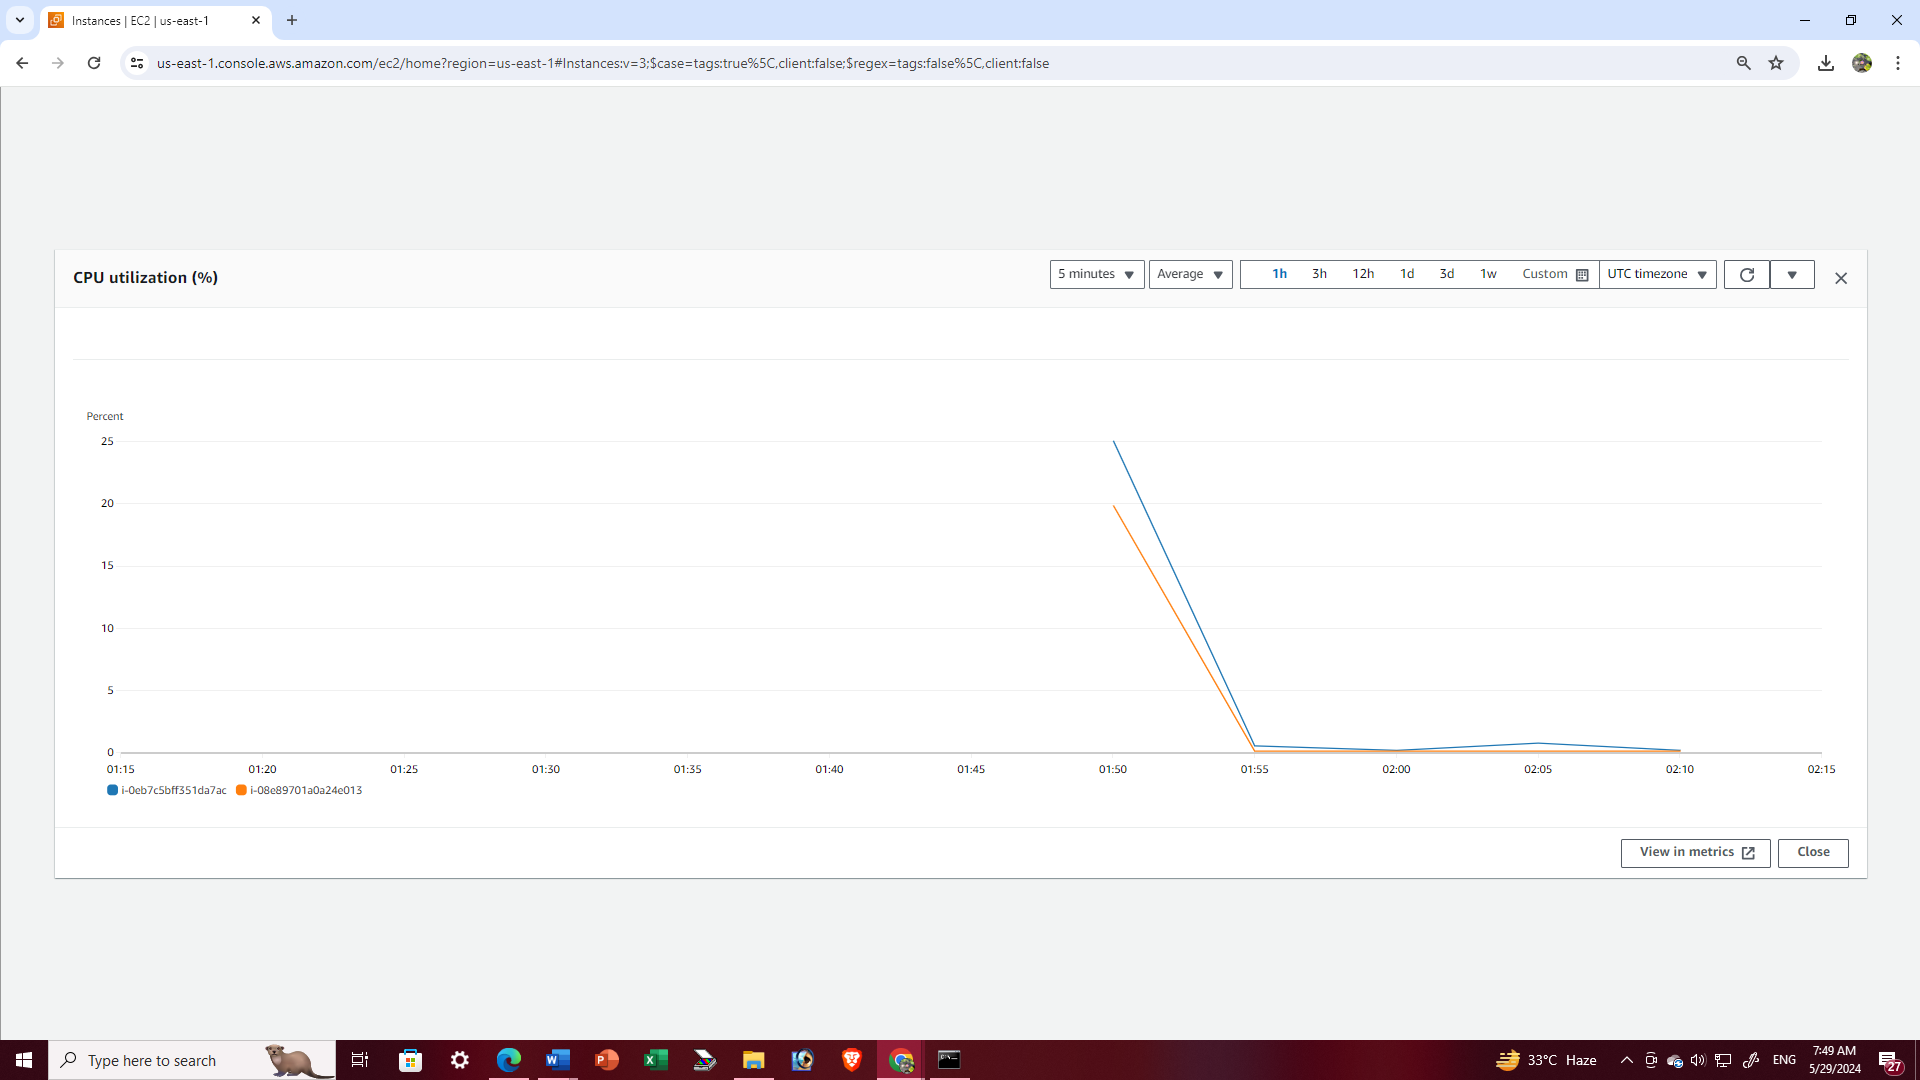 Instances | EC2 | us-east-1
us-east-1.console.aws.amazon.com/ec2/home?region=us-east-1#Instances:v=3;$case=tags:true%5C,client:false;$regex=tags:false%5C,client:false
CPU utilization (%)
5 minutes
Average
1h 3h 12h 1d 3d 1w Custom
UTC timezone
Percent
25
20
15
10
5
0
01:15 01:20 01:25 01:30 01:35 01:40 01:45 01:50 01:55 02:00 02:05 02:10 02:15
i-0eb7c5bff351da7ac i-08e89701a0a24e013
View in metrics
Close
Type here to search
33°C Haze
ENG
7:49 AM
5/29/2024
27